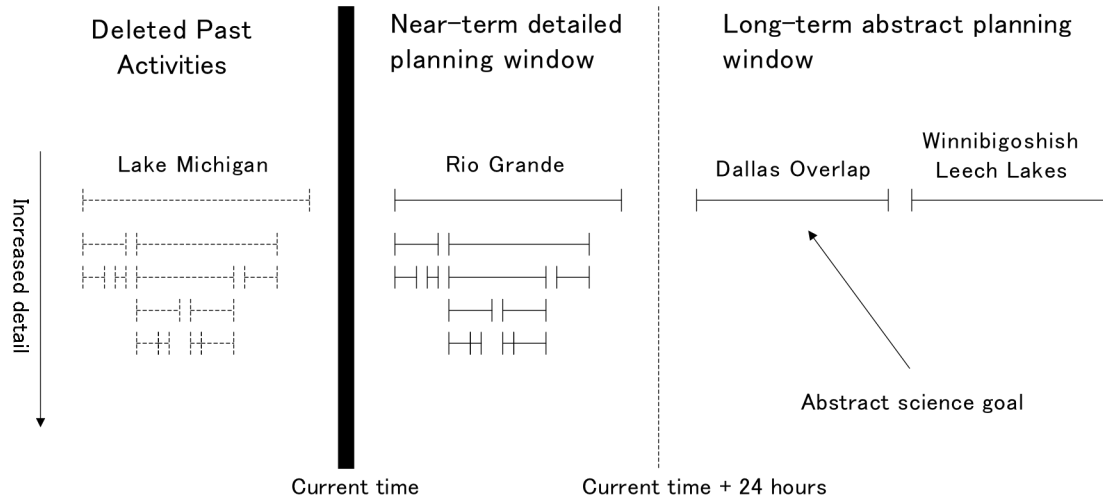 Deleted Past
Activities
Near-term detailed
planning window
Long-term abstract planning
window
Lake Michigan
Rio Grande
Dallas Overlap
Winnibigoshish
Leech Lakes
Increased detail
Abstract science goal
Current time
Current time + 24 hours